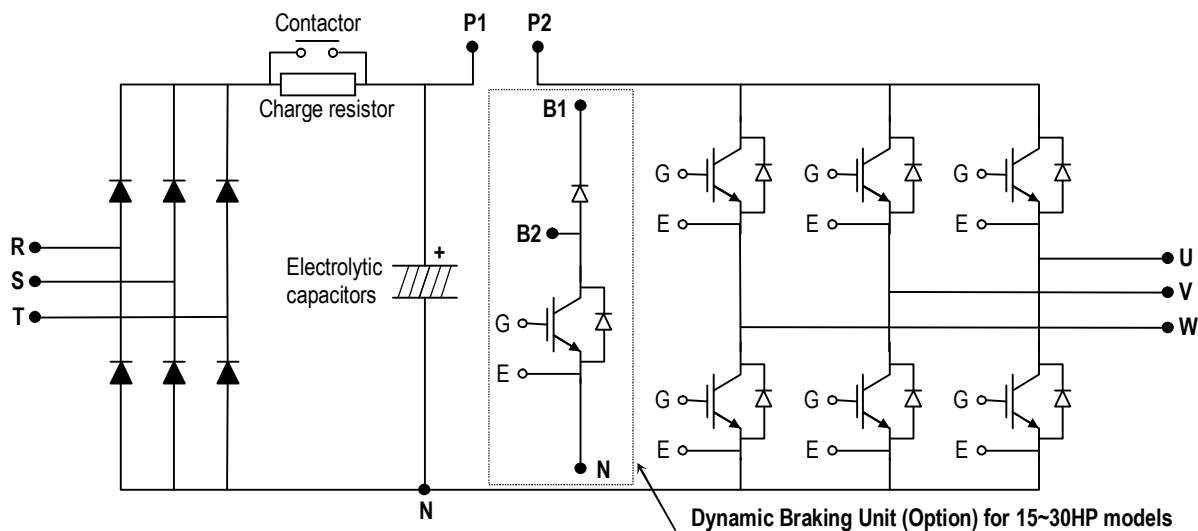 Contactor
P1
P2
Charge resistor
B1
G
G
G
B2
E
E
E
R
Electrolytic
capacitors
+
U
S
V
T
G
W
E
G
G
G
E
E
E
N
N
Dynamic Braking Unit (Option) for 15~30HP models